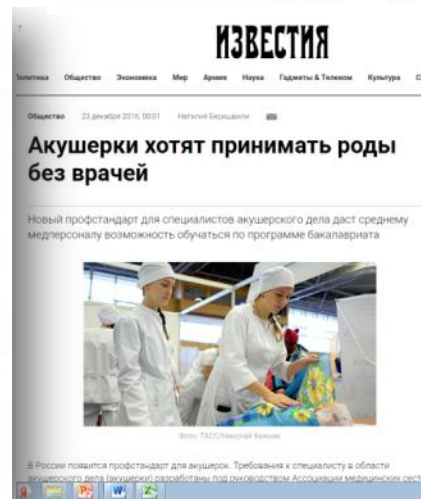 7
ИЗВЕСТИЯ
Политика Общество Экономика Мир Армия Наука Гаджеты & Телеком Культура С
Общество 23 декабря 2016, 00:01 Наталия Беришвили
Акушерки хотят принимать роды
без врачей
Новый профстандарт для специалистов акушерского дела даст среднему
медперсоналу возможность обучаться по программе бакалавриата
Фото: ТАСС/Николай
В России появится профстандарт для акушерок. Требования к специалисту в области
акушерского дела (акушерки) разработаны под руководством Ассоциации медицинских сест